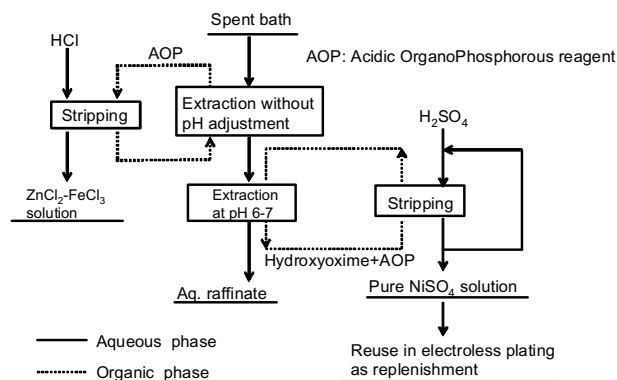 Spent bath
HCl
AOP
AOP: Acidic OrganoPhosphorous reagent
Stripping
Extraction without
pH adjustment
H2SO4
ZnCl2-FeCl3
solution
Extraction
at pH 6-7
Stripping
Hydroxyoxime+AOP
Aq. raffinate
Pure NiSO4 solution
Aqueous phase
Organic phase
Reuse in electroless plating
as replenishment